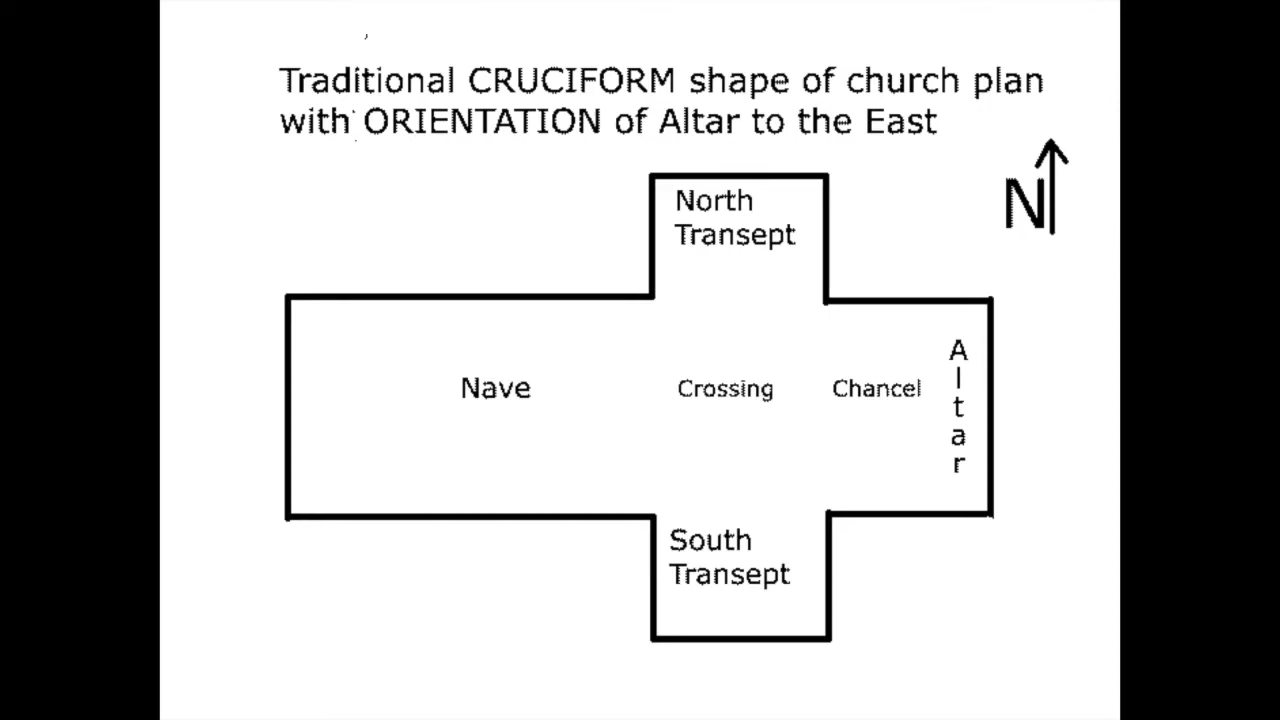 Traditional CRUCIFORM shape of church plan
with ORIENTATION of Altar to the East
N
North
Transept
Nave
Crossing
Chancel
Altar
South
Transept